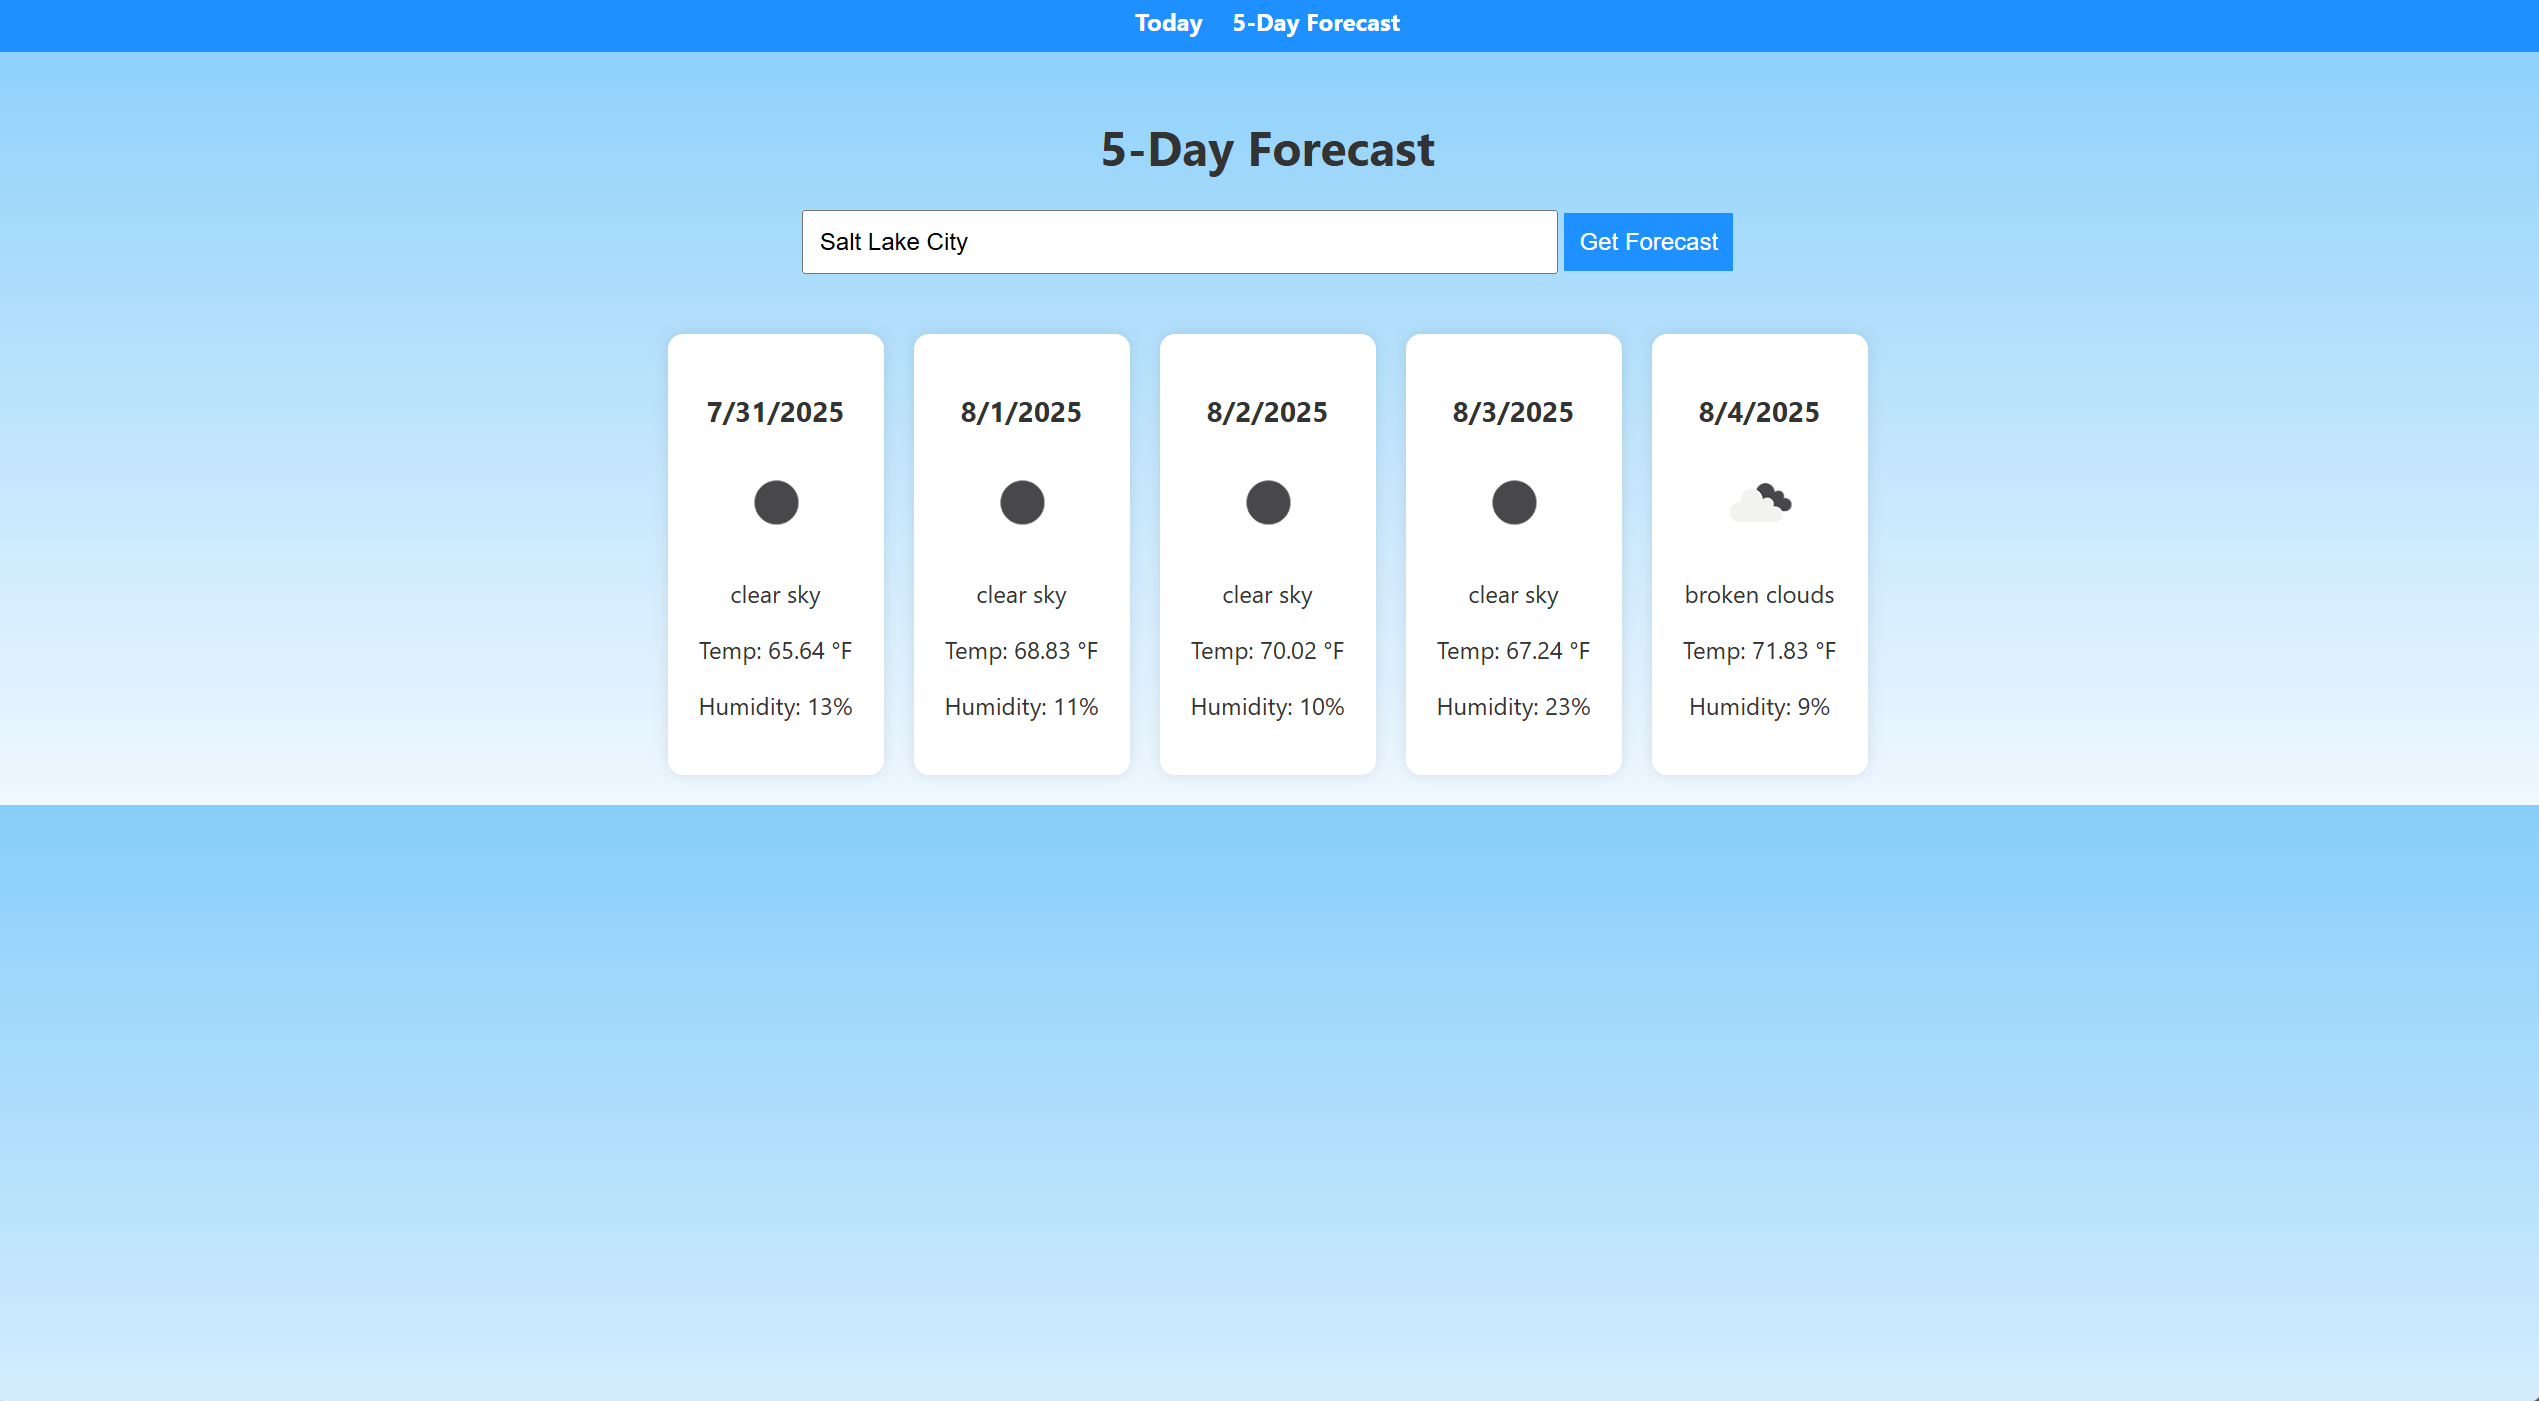 Today 5-Day Forecast
5-Day Forecast
Salt Lake City Get Forecast
7/31/2025
clear sky
Temp: 65.64 °F
Humidity: 13%
8/1/2025
clear sky
Temp: 68.83 °F
Humidity: 11%
8/2/2025
clear sky
Temp: 70.02 °F
Humidity: 10%
8/3/2025
clear sky
Temp: 67.24 °F
Humidity: 23%
8/4/2025
broken clouds
Temp: 71.83 °F
Humidity: 9%